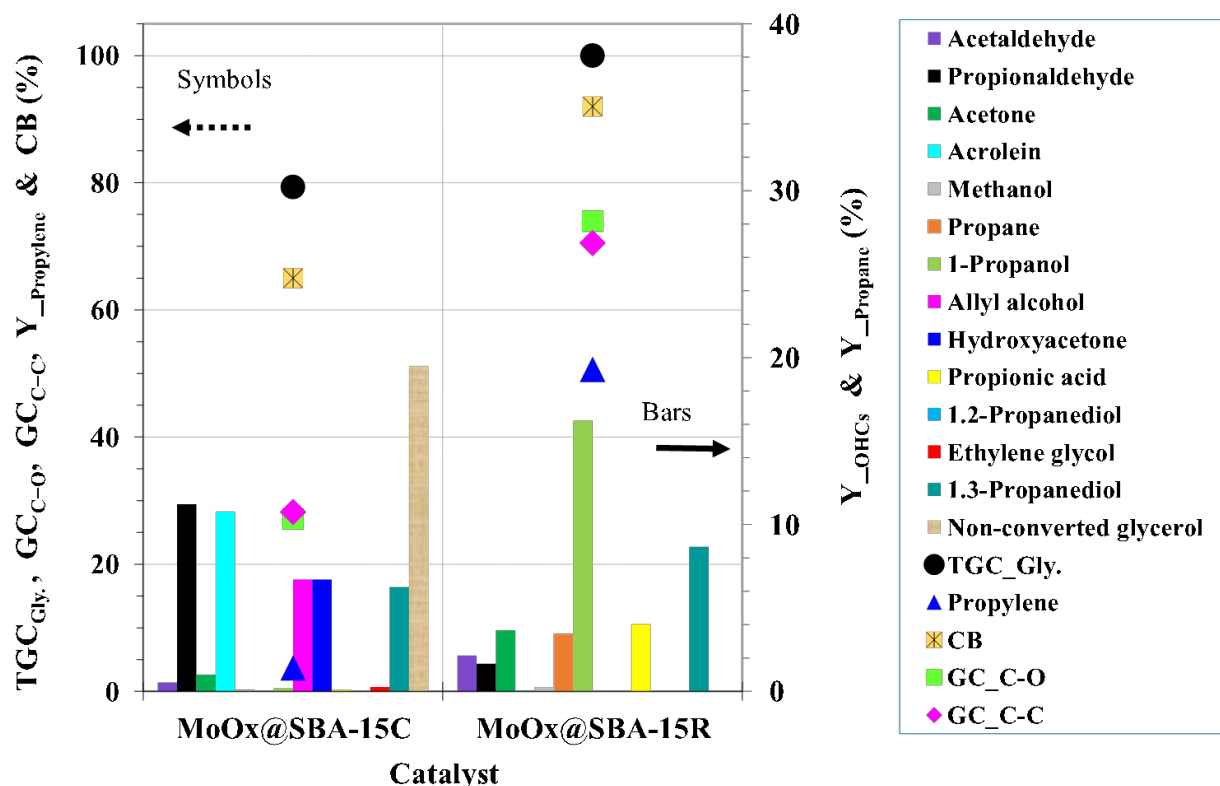 TGC_Gly., GC_C-O, GC_C-C, Y_Propylene & CB (%)
100
80
60
40
20
0
Symbols
Bars
40
30
20
10
0
Y_OHCs & Y_Propane (%)
MoOx@SBA-15C
MoOx@SBA-15R
Catalyst
Acetaldehyde
Propionaldehyde
Acetone
Acrolein
Methanol
Propane
1-Propanol
Allyl alcohol
Hydroxyacetone
Propionic acid
1.2-Propanediol
Ethylene glycol
1.3-Propanediol
Non-converted glycerol
TGC_Gly.
Propylene
CB
GC_C-O
GC_C-C